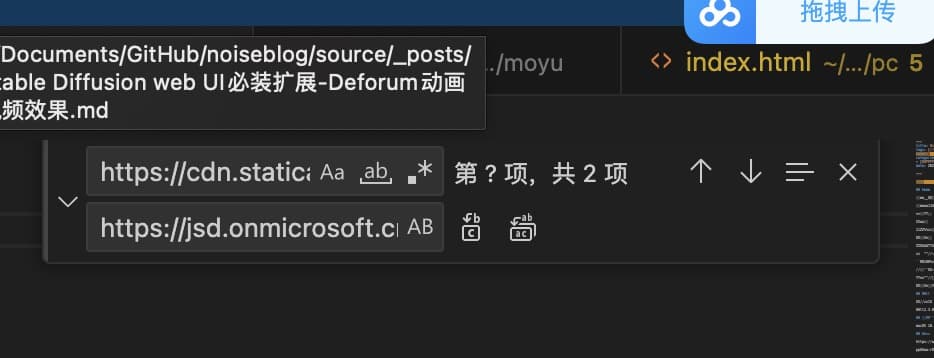 拖拽上传
/Documents/GitHub/noiseblog/source/_posts/
table Diffusion web UI必装扩展-Deforum动画
频效果.md
../moyu
<> index.html ~/.../pc 5
https://cdn.statica Aa ab .* 第 ? 项, 共 2 项
https://jsd.onmicrosoft.c AB